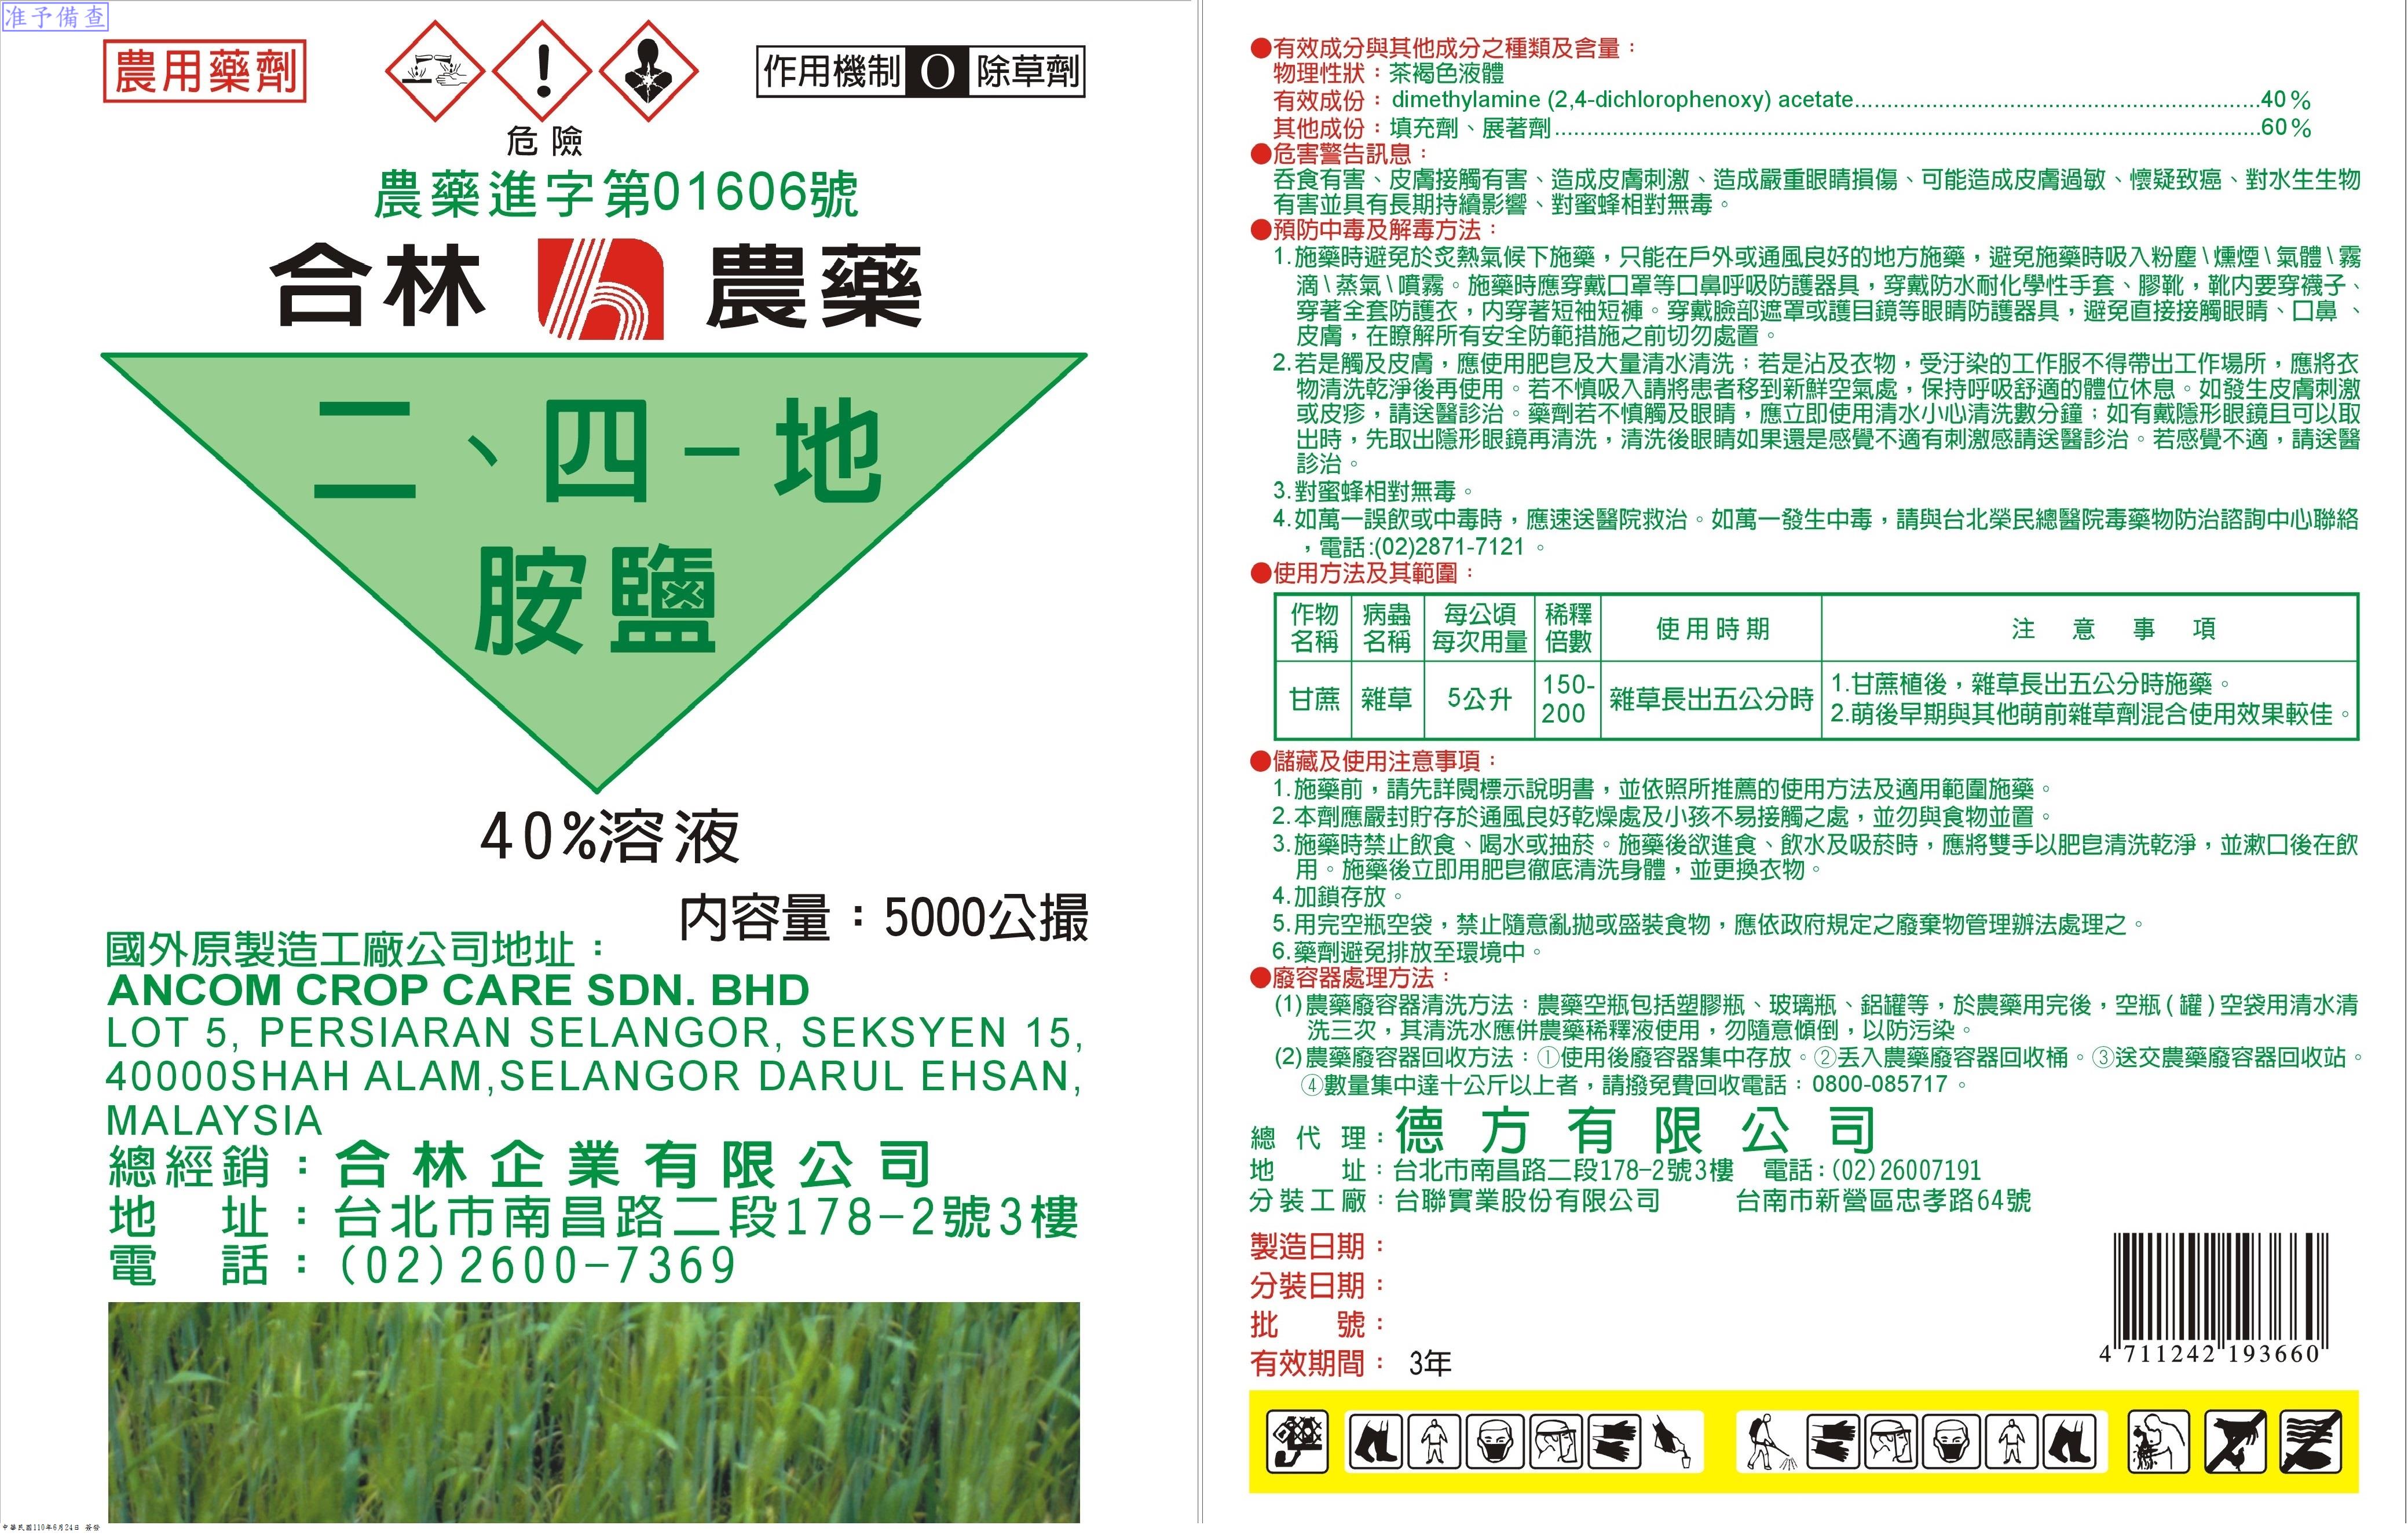 准予備查
農用藥劑
作用機制 O 除草劑
危險
農藥進字第01606號
合林 農藥
二、四-地
胺鹽
40%溶液
內容量：5000公撮
國外原製造工廠公司地址：
ANCOM CROP CARE SDN. BHD
LOT 5, PERSIARAN SELANGOR, SEKSYEN 15,
40000SHAH ALAM,SELANGOR DARUL EHSAN,
MALAYSIA
總經銷：合林企業有限公司
地　址：台北市南昌路二段178-2號3樓
電　話：(02)2600-7369
中華民國110年6月24日 簽發
●有效成分與其他成分之種類及含量：
物理性狀：茶褐色液體
有效成份：dimethylamine (2,4-dichlorophenoxy) acetate..............................40%
其他成份：填充劑、展著劑..............................60%
●危害警告訊息：
吞食有害、皮膚接觸有害、造成皮膚刺激、造成嚴重眼睛損傷、可能造成皮膚過敏、懷疑致癌、對水生生物
有害並具有長期持續影響、對蜜蜂相對無毒。
●預防中毒及解毒方法：
1.施藥時避免於炙熱氣候下施藥，只能在戶外或通風良好的地方施藥，避免施藥時吸入粉塵\燻煙\氣體\霧
滴\蒸氣\噴霧。施藥時應穿戴口罩等口鼻呼吸防護器具，穿戴防水耐化學性手套、膠靴，靴內要穿襪子、
穿著全套防護衣，內穿著短袖短褲。穿戴臉部遮罩或護目鏡等眼睛防護器具，避免直接接觸眼睛、口鼻、
皮膚，在瞭解所有安全防範措施之前切勿處置。
2.若是觸及皮膚，應使用肥皂及大量清水清洗；若是沾及衣物，受汙染的工作服不得帶出工作場所，應將衣
物清洗乾淨後再使用。若不慎吸入請將患者移到新鮮空氣處，保持呼吸舒適的體位休息。如發生皮膚刺激
或皮疹，請送醫診治。藥劑若不慎觸及眼睛，應立即使用清水小心清洗數分鐘；如有戴隱形眼鏡且可以取
出時，先取出隱形眼鏡再清洗，清洗後眼睛如果還是感覺不適有刺激感請送醫診治。若感覺不適，請送醫
診治。
3.對蜜蜂相對無毒。
4.如萬一誤飲或中毒時，應速送醫院救治。如萬一發生中毒，請與台北榮民總醫院毒藥物防治諮詢中心聯絡
，電話:(02)2871-7121。
●使用方法及其範圍：
作物名稱 病蟲名稱 每公頃每次用量 稀釋倍數 使用時期 注意事項
甘蔗 雜草 5公升 150-200 雜草長出五公分時 1.甘蔗植後，雜草長出五公分時施藥。
2.萌後早期與其他萌前雜草劑混合使用效果較佳。
●儲藏及使用注意事項：
1.施藥前，請先詳閱標示說明書，並依照所推薦的使用方法及適用範圍施藥。
2.本劑應嚴封貯存於通風良好乾燥處及小孩不易接觸之處，並勿與食物並置。
3.施藥時禁止飲食、喝水或抽菸。施藥後欲進食、飲水及吸菸時，應將雙手以肥皂清洗乾淨，並漱口後在飲
用。施藥後立即用肥皂徹底清洗身體，並更換衣物。
4.加鎖存放。
5.用完空瓶空袋，禁止隨意亂拋或盛裝食物，應依政府規定之廢棄物管理辦法處理之。
6.藥劑避免排放至環境中。
●廢容器處理方法：
(1)農藥廢容器清洗方法：農藥空瓶包括塑膠瓶、玻璃瓶、鋁罐等，於農藥用完後，空瓶(罐)空袋用清水清
洗三次，其清洗水應併農藥稀釋液使用，勿隨意傾倒，以防污染。
(2)農藥廢容器回收方法：①使用後廢容器集中存放。②丟入農藥廢容器回收桶。③送交農藥廢容器回收站。
④數量集中達十公斤以上者，請撥免費回收電話：0800-085717。
總代理：德方有限公司
地　址：台北市南昌路二段178-2號3樓 電話：(02)26007191
分裝工廠：台聯實業股份有限公司 台南市新營區忠孝路64號
製造日期：
分裝日期：
批　號：
有效期間： 3年
4 711242 193660